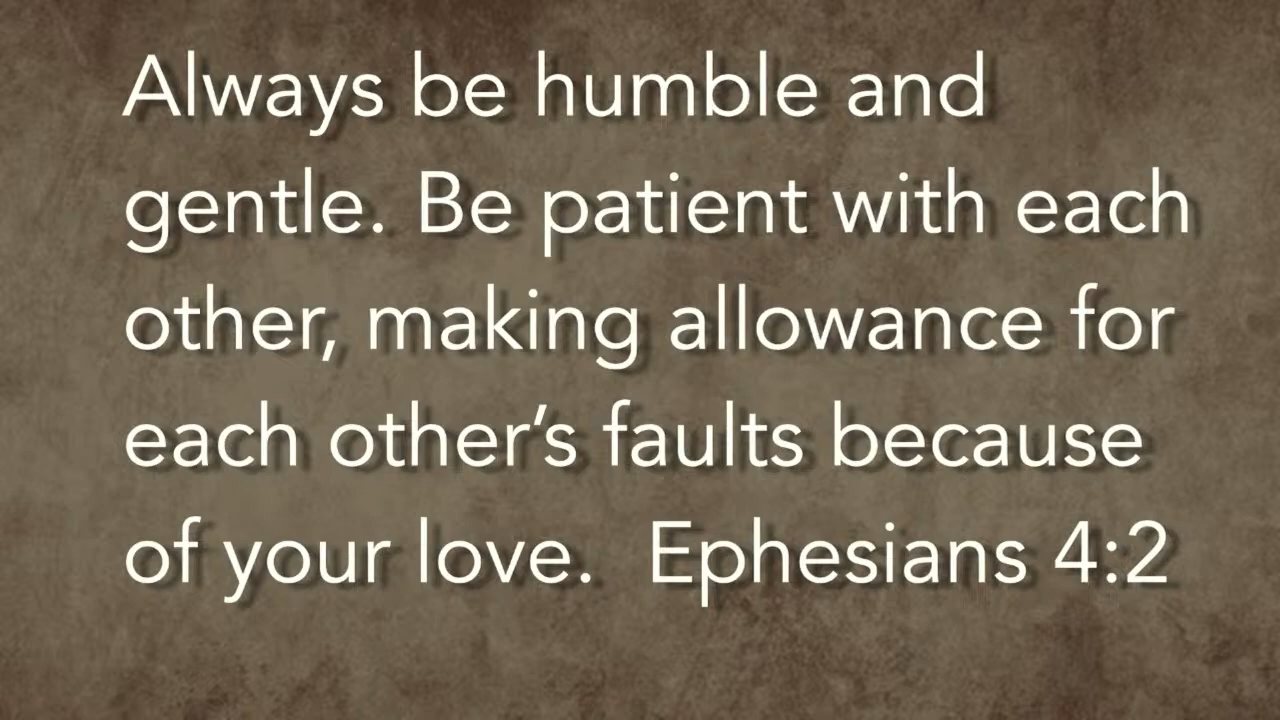 Always be humble and
gentle. Be patient with each
other, making allowance for
each other’s faults because
of your love.  Ephesians 4:2